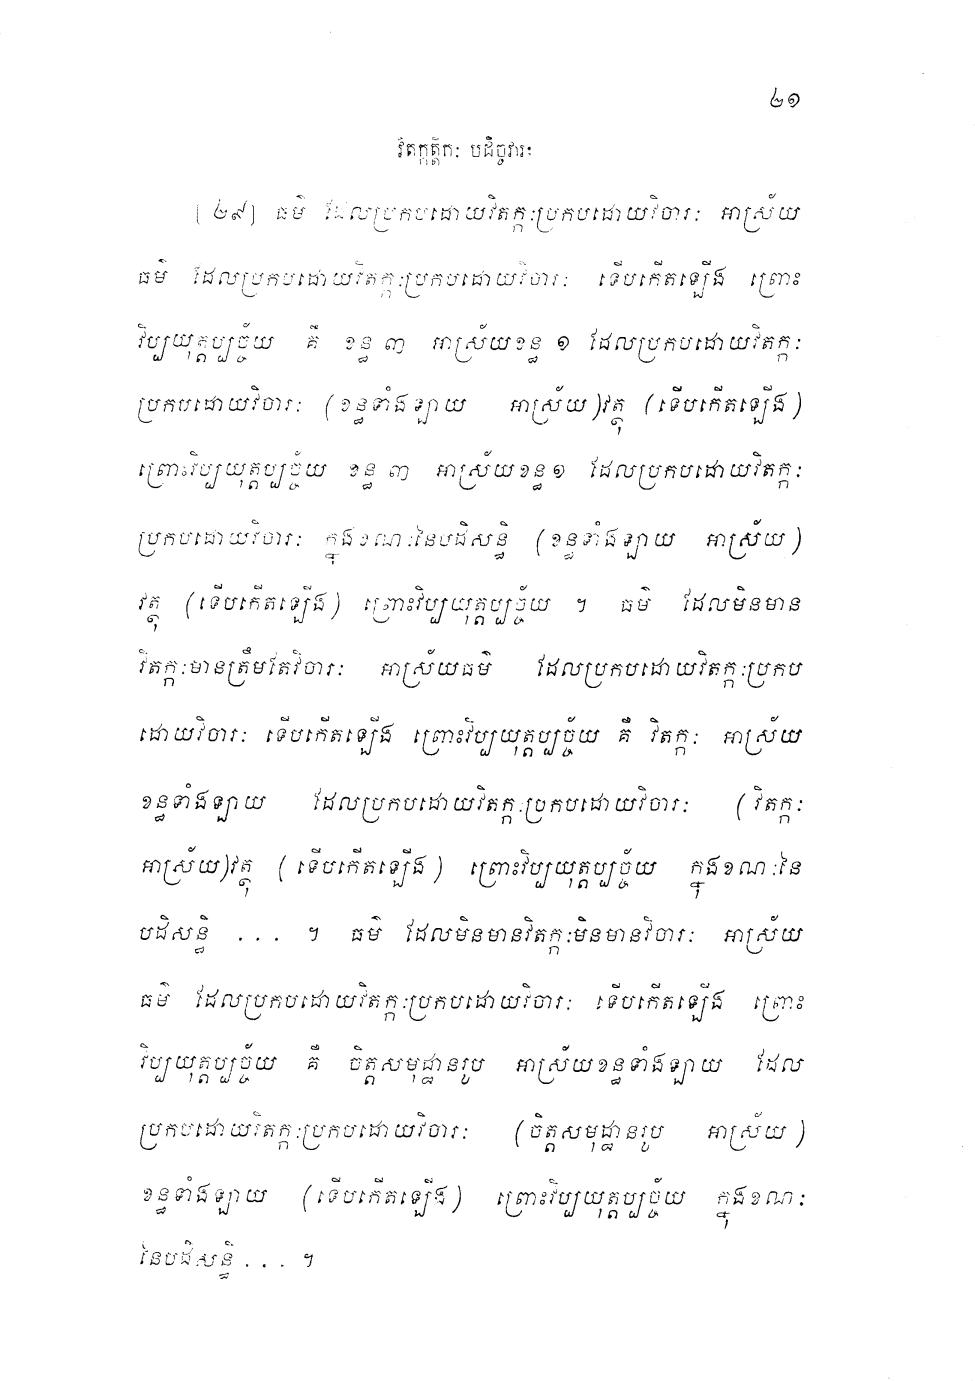 ២១
វិតក្កត្តិកៈ បដិច្ចវារៈ
[២៩] ធម៌ ដែលប្រកបដោយវិតក្កៈប្រកបដោយវិចារៈ អាស្រ័យ
ធម៌ ដែលប្រកបដោយវិតក្កៈប្រកបដោយវិចារៈ ទើបកើតឡើង ព្រោះ
វិប្បយុត្តប្បច្ច័យ គឺ ខន្ធ ៣ អាស្រ័យខន្ធ ១ ដែលប្រកបដោយវិតក្កៈ
ប្រកបដោយវិចារៈ (ខន្ធទាំងឡាយ អាស្រ័យ)វត្ថុ (ទើបកើតឡើង)
ព្រោះវិប្បយុត្តប្បច្ច័យ ខន្ធ ៣ អាស្រ័យខន្ធ១ ដែលប្រកបដោយវិតក្កៈ
ប្រកបដោយវិចារៈ ក្នុងខណៈនៃបដិសន្ធិ (ខន្ធទាំងឡាយ អាស្រ័យ)
វត្ថុ (ទើបកើតឡើង) ព្រោះវិប្បយុត្តប្បច្ច័យ ។ ធម៌ ដែលមិនមាន
វិតក្កៈមានត្រឹមតែវិចារៈ អាស្រ័យធម៌ ដែលប្រកបដោយវិតក្កៈប្រកប
ដោយវិចារៈ ទើបកើតឡើង ព្រោះវិប្បយុត្តប្បច្ច័យ គឺ វិតក្កៈ អាស្រ័យ
ខន្ធទាំងឡាយ ដែលប្រកបដោយវិតក្កៈប្រកបដោយវិចារៈ (វិតក្កៈ
អាស្រ័យ)វត្ថុ (ទើបកើតឡើង) ព្រោះវិប្បយុត្តប្បច្ច័យ ក្នុងខណៈនៃ
បដិសន្ធិ ... ។ ធម៌ ដែលមិនមានវិតក្កៈមិនមានវិចារៈ អាស្រ័យ
ធម៌ ដែលប្រកបដោយវិតក្កៈប្រកបដោយវិចារៈ ទើបកើតឡើង ព្រោះ
វិប្បយុត្តប្បច្ច័យ គឺ ចិត្តសមុដ្ឋានរូប អាស្រ័យខន្ធទាំងឡាយ ដែល
ប្រកបដោយវិតក្កៈប្រកបដោយវិចារៈ (ចិត្តសមុដ្ឋានរូប អាស្រ័យ)
ខន្ធទាំងឡាយ (ទើបកើតឡើង) ព្រោះវិប្បយុត្តប្បច្ច័យ ក្នុងខណៈ
នៃបដិសន្ធិ ... ។